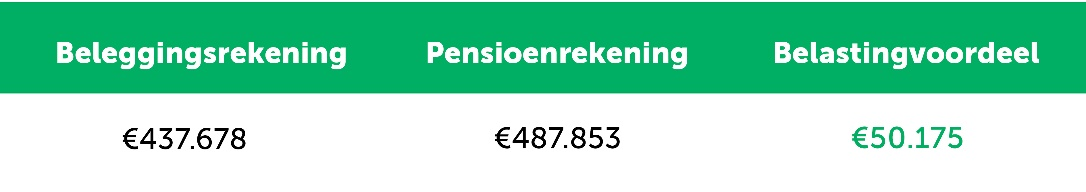 Beleggingsrekening Pensioenrekening Belastingvoordeel
€437.678 €487.853 €50.175